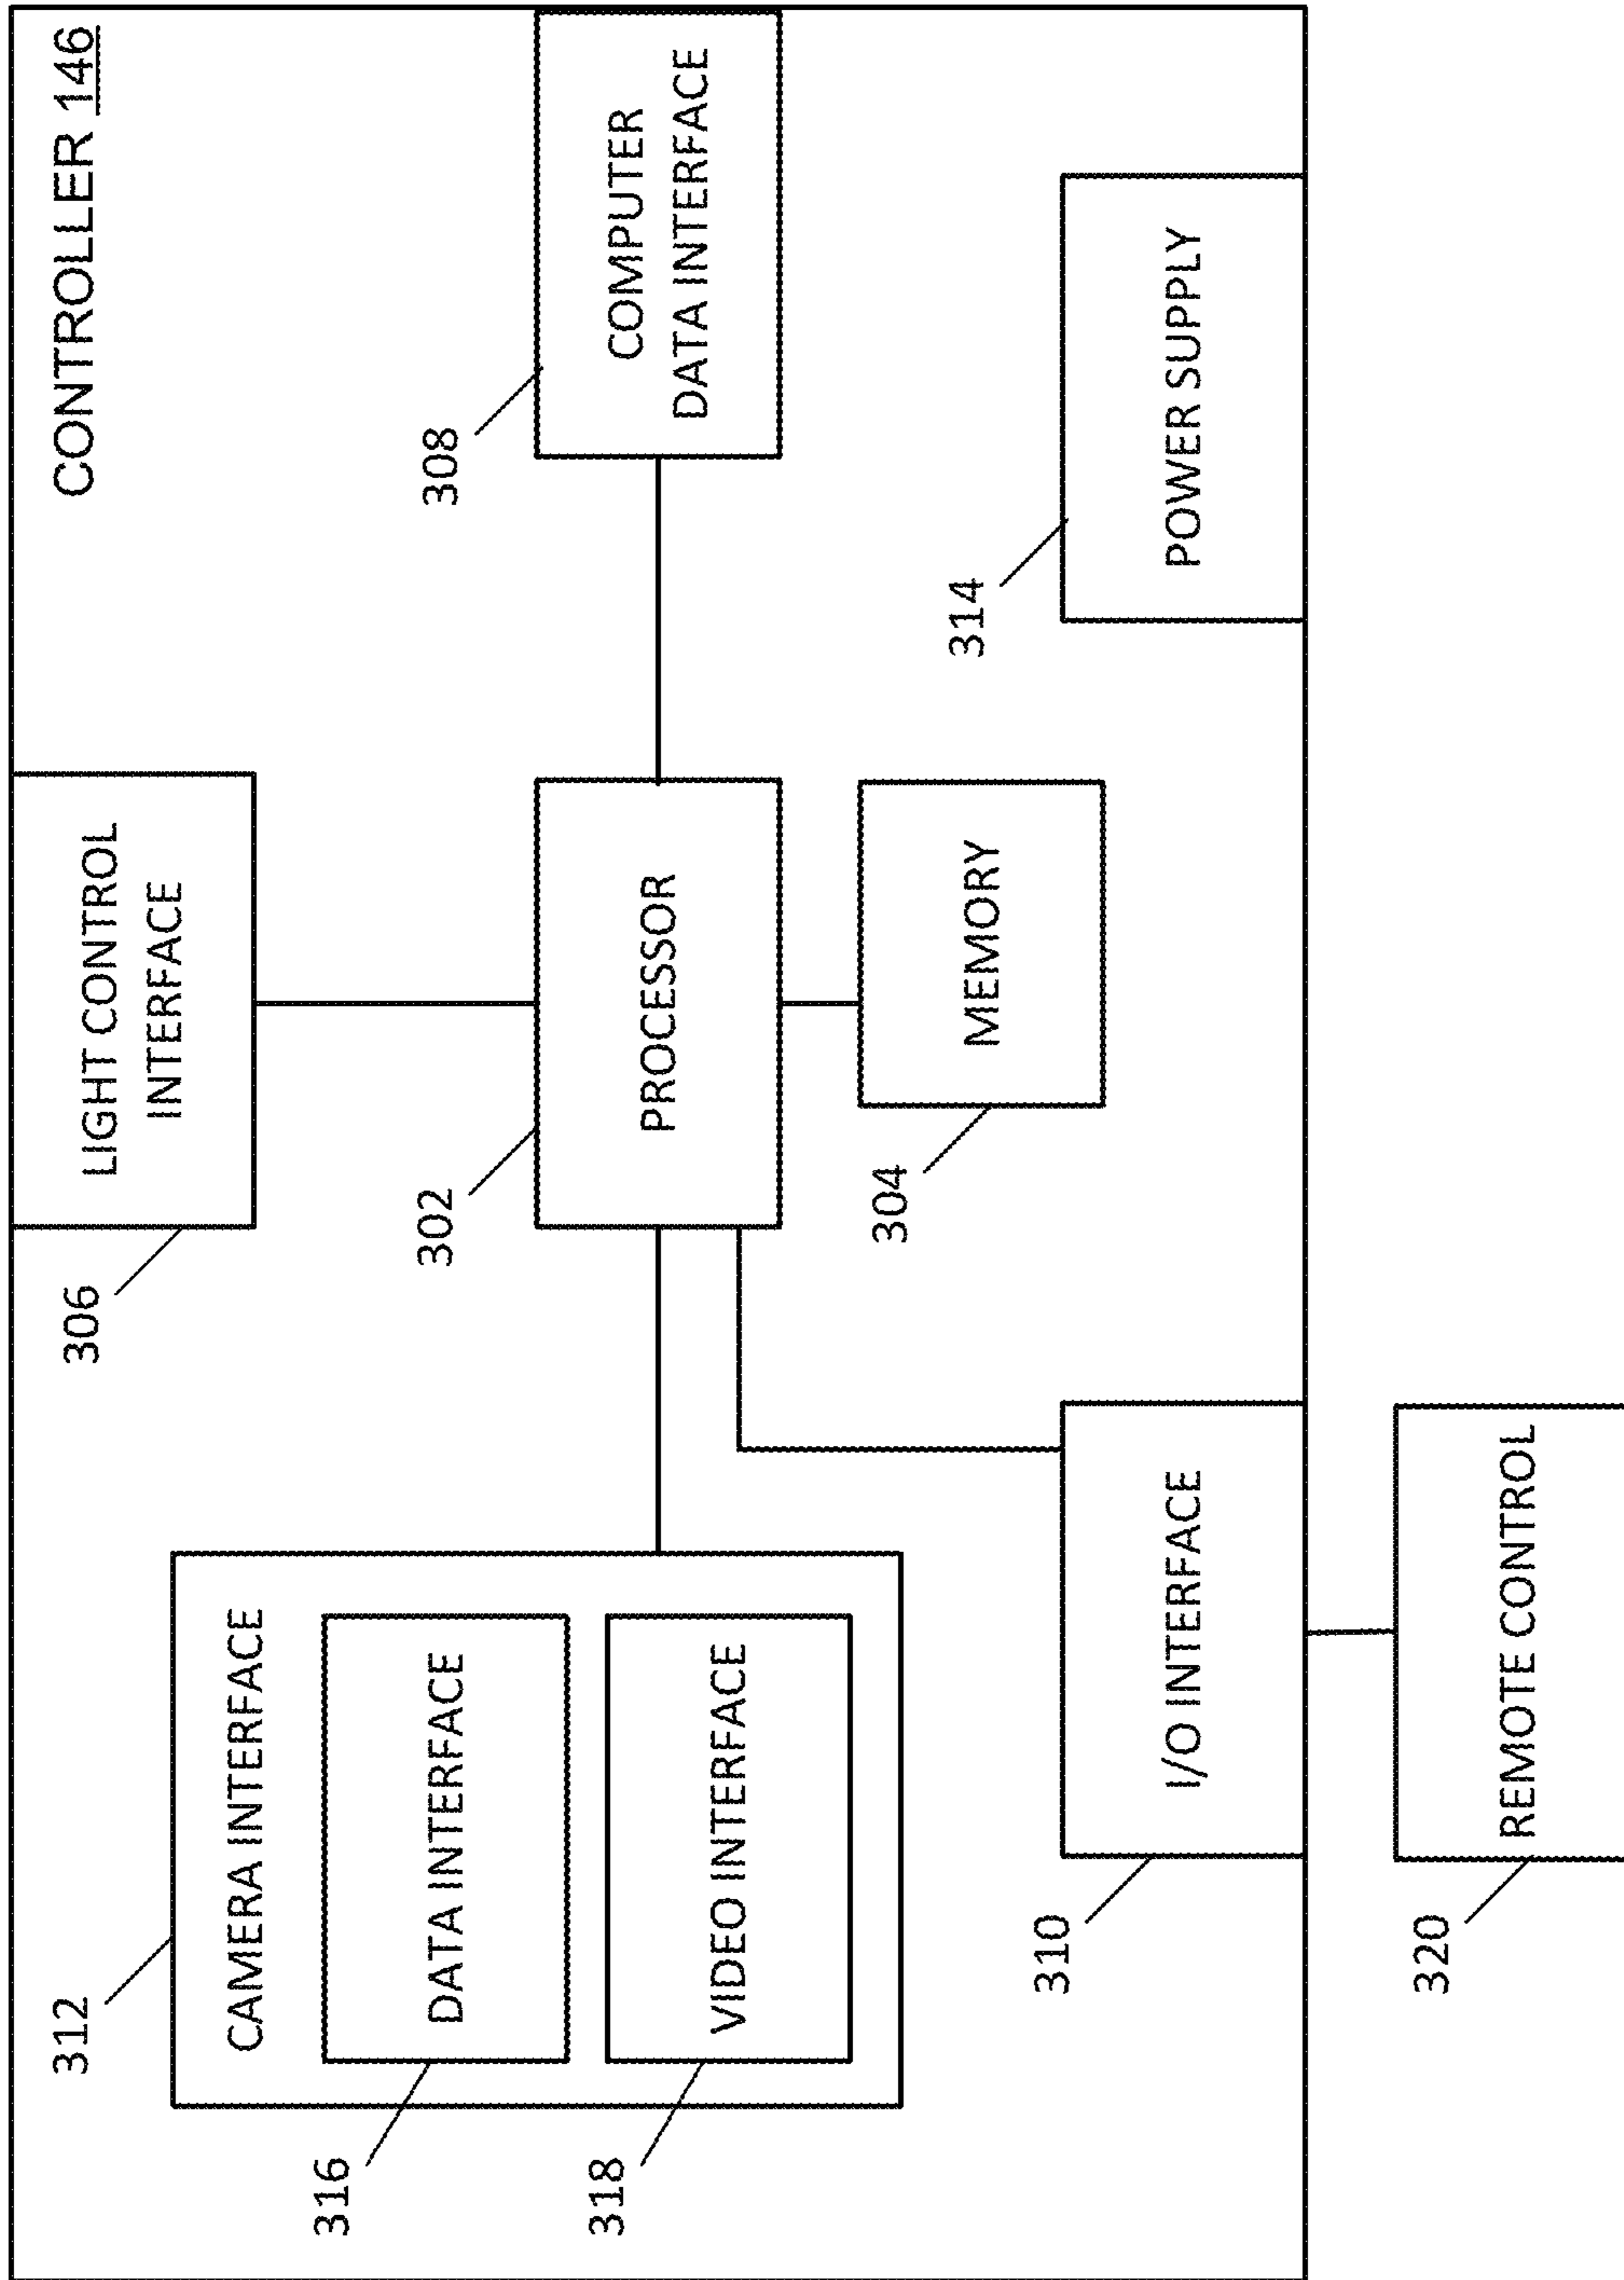 CONTROLLER 146
LIGHT CONTROL
INTERFACE
306
312
CAMERA INTERFACE
316
DATA INTERFACE
318
VIDEO INTERFACE
302
PROCESSOR
308
COMPUTER
DATA INTERFACE
304
MEMORY
310
I/O INTERFACE
314
POWER SUPPLY
320
REMOTE CONTROL